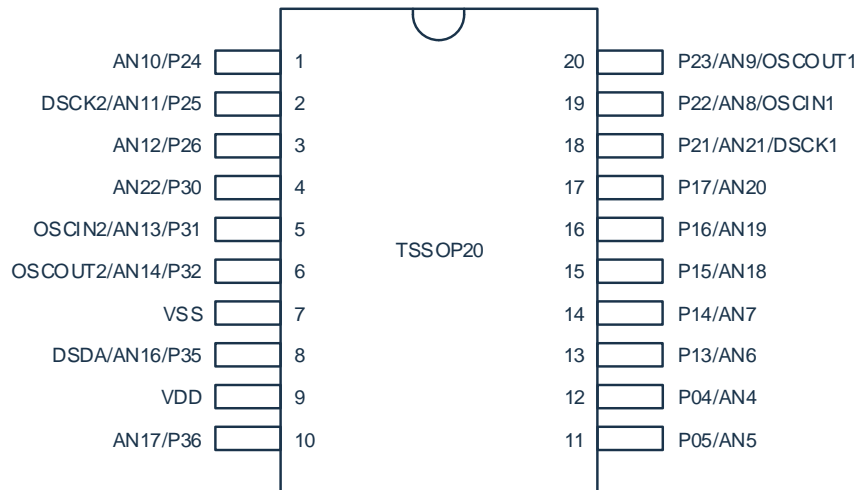 AN10/P24 1 20 P23/AN9/OSCOUT1
DSCK2/AN11/P25 2 19 P22/AN8/OSCIN1
AN12/P26 3 18 P21/AN21/DSCK1
AN22/P30 4 17 P17/AN20
OSCIN2/AN13/P31 5 16 P16/AN19
TSSOP20
OSCOUT2/AN14/P32 6 15 P15/AN18
VSS 7 14 P14/AN7
DSDA/AN16/P35 8 13 P13/AN6
VDD 9 12 P04/AN4
AN17/P36 10 11 P05/AN5